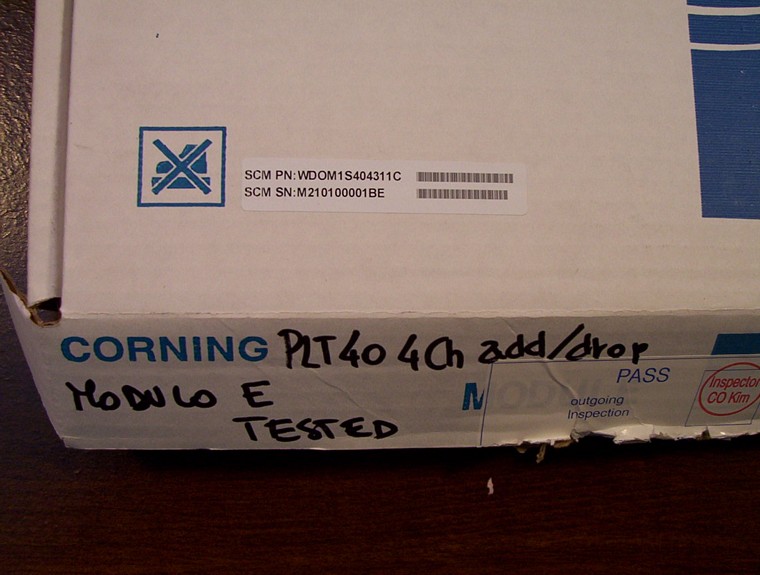 SCM PN:WDOM1S404311C
SCM SN:M210100001BE
CORNING PLT40 4Ch add/drop
MODULO E
TESTED
PASS
outgoing
Inspection
Inspector
CO Kim